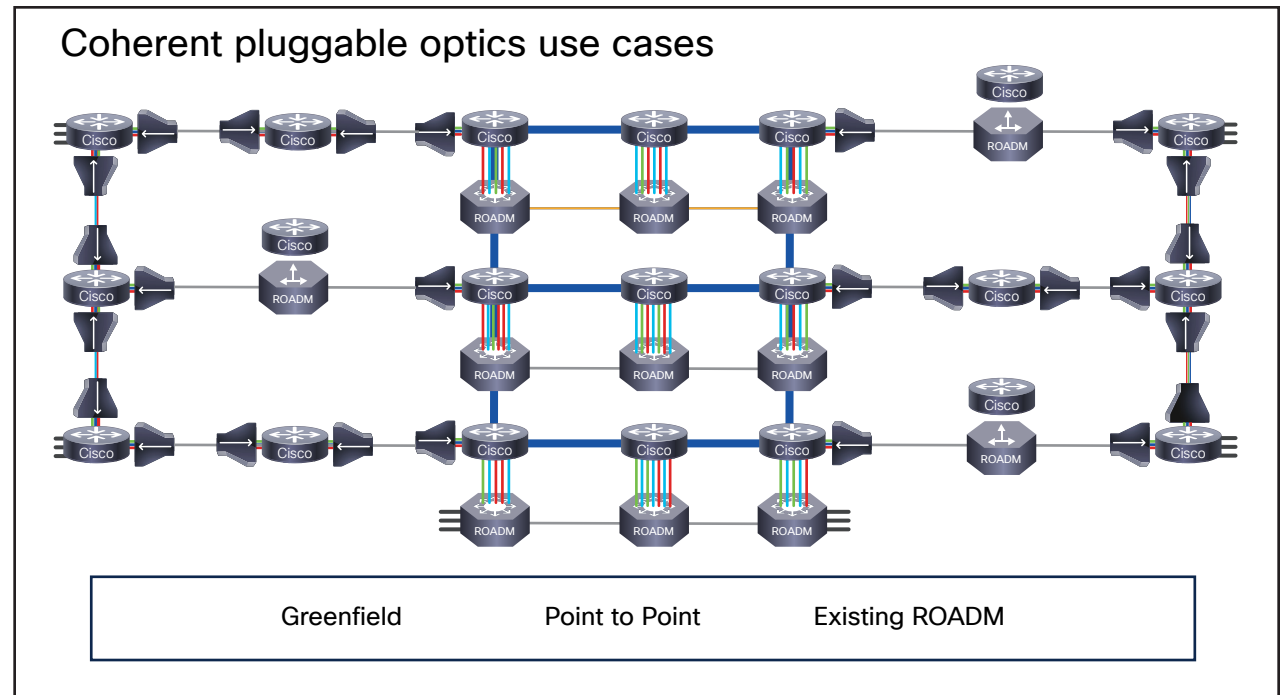 Coherent pluggable optics use cases
Cisco
Cisco Cisco Cisco Cisco Cisco Cisco
ROADM
ROADM ROADM ROADM
Cisco
Cisco Cisco Cisco Cisco Cisco Cisco
ROADM
ROADM ROADM ROADM
Cisco
Cisco Cisco Cisco Cisco Cisco Cisco
ROADM
ROADM ROADM ROADM
Greenfield Point to Point Existing ROADM